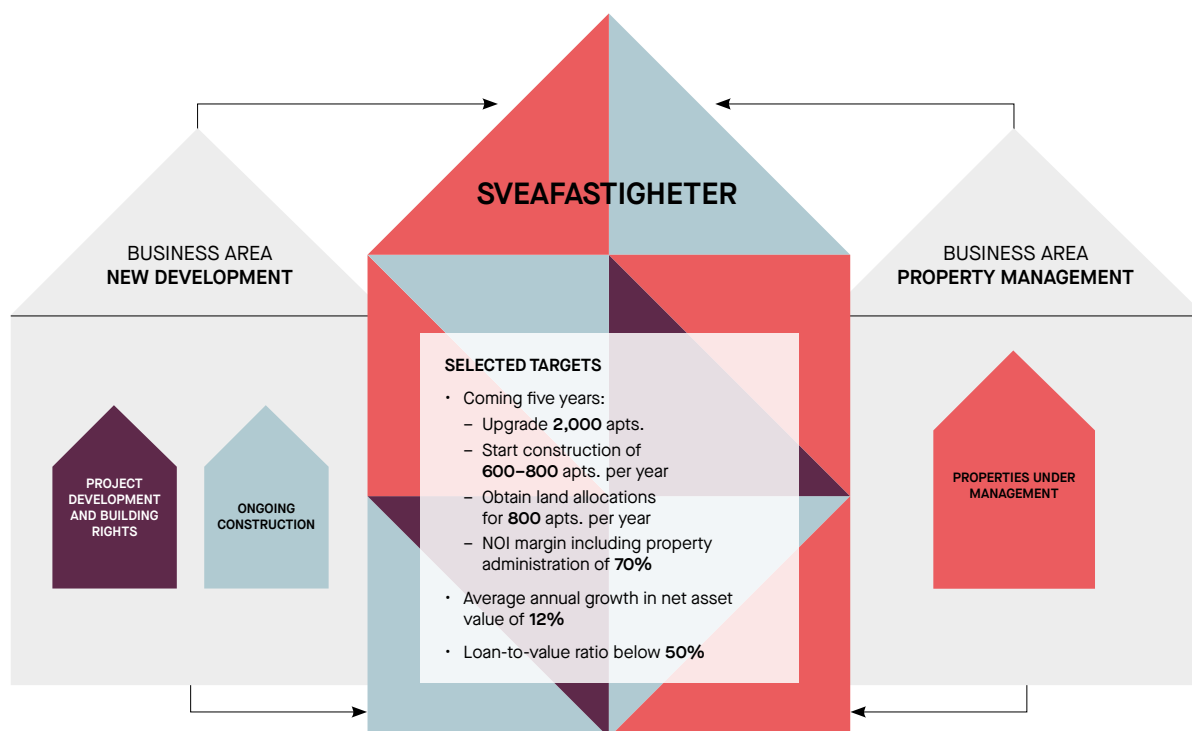 SVEAFASTIGHETER
BUSINESS AREA
NEW DEVELOPMENT
PROJECT
DEVELOPMENT
AND BUILDING
RIGHTS
ONGOING
CONSTRUCTION
SELECTED TARGETS
• Coming five years:
– Upgrade 2,000 apts.
– Start construction of
600–800 apts. per year
– Obtain land allocations
for 800 apts. per year
– NOI margin including property
administration of 70%
• Average annual growth in net asset
value of 12%
• Loan-to-value ratio below 50%
BUSINESS AREA
PROPERTY MANAGEMENT
PROPERTIES UNDER
MANAGEMENT